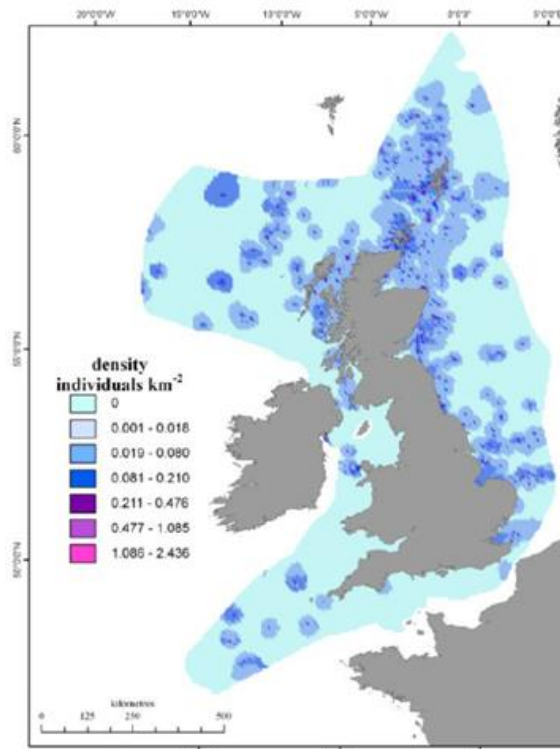 20°0'0"W 15°0'0"W 10°0'0"W 5°0'0"W 0°0'0" 5°0'0"E
60°0'0"N
55°0'0"N
density
individuals km⁻²
0
0.001 - 0.018
0.019 - 0.080
0.081 - 0.210
0.211 - 0.476
0.477 - 1.085
1.086 - 2.436
50°0'0"N
kilometres
0 125 250 500